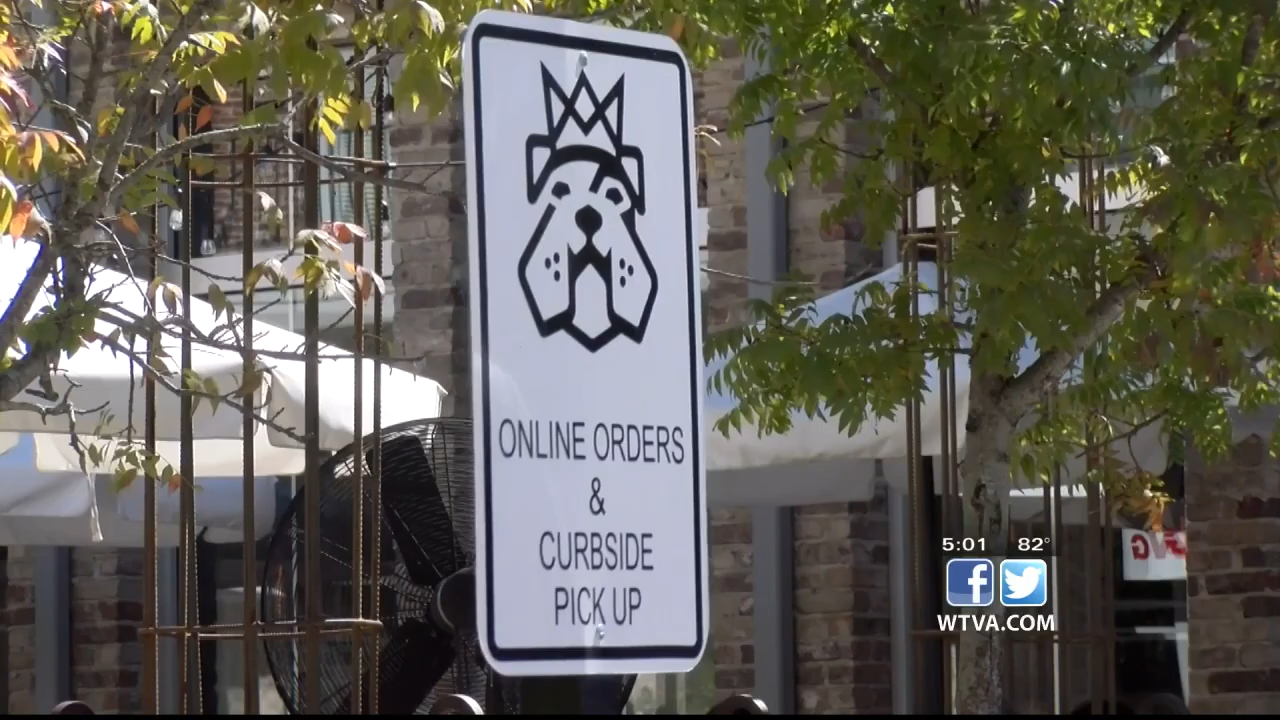 ONLINE ORDERS
&
CURBSIDE
PICK UP
5:01 82°
WTVA.COM